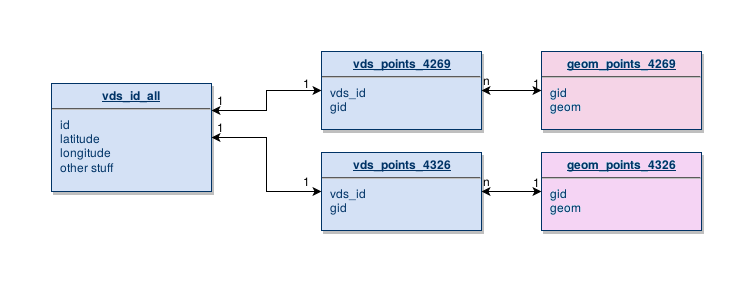 vds_id_all
id
latitude
longitude
other stuff
1
1
1
vds_points_4269
vds_id
gid
n
1
geom_points_4269
gid
geom
1
vds_points_4326
vds_id
gid
n
1
geom_points_4326
gid
geom